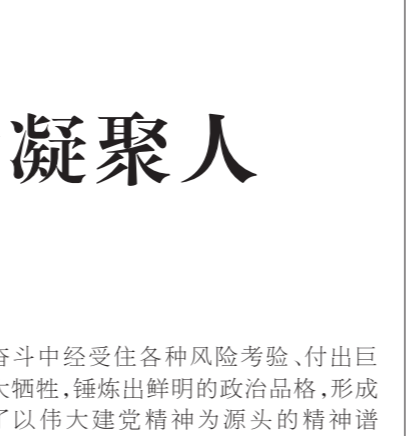 凝聚人
奋斗中经受住各种风险考验、付出巨
大牺牲，锤炼出鲜明的政治品格，形成
了以伟大建党精神为源头的精神谱